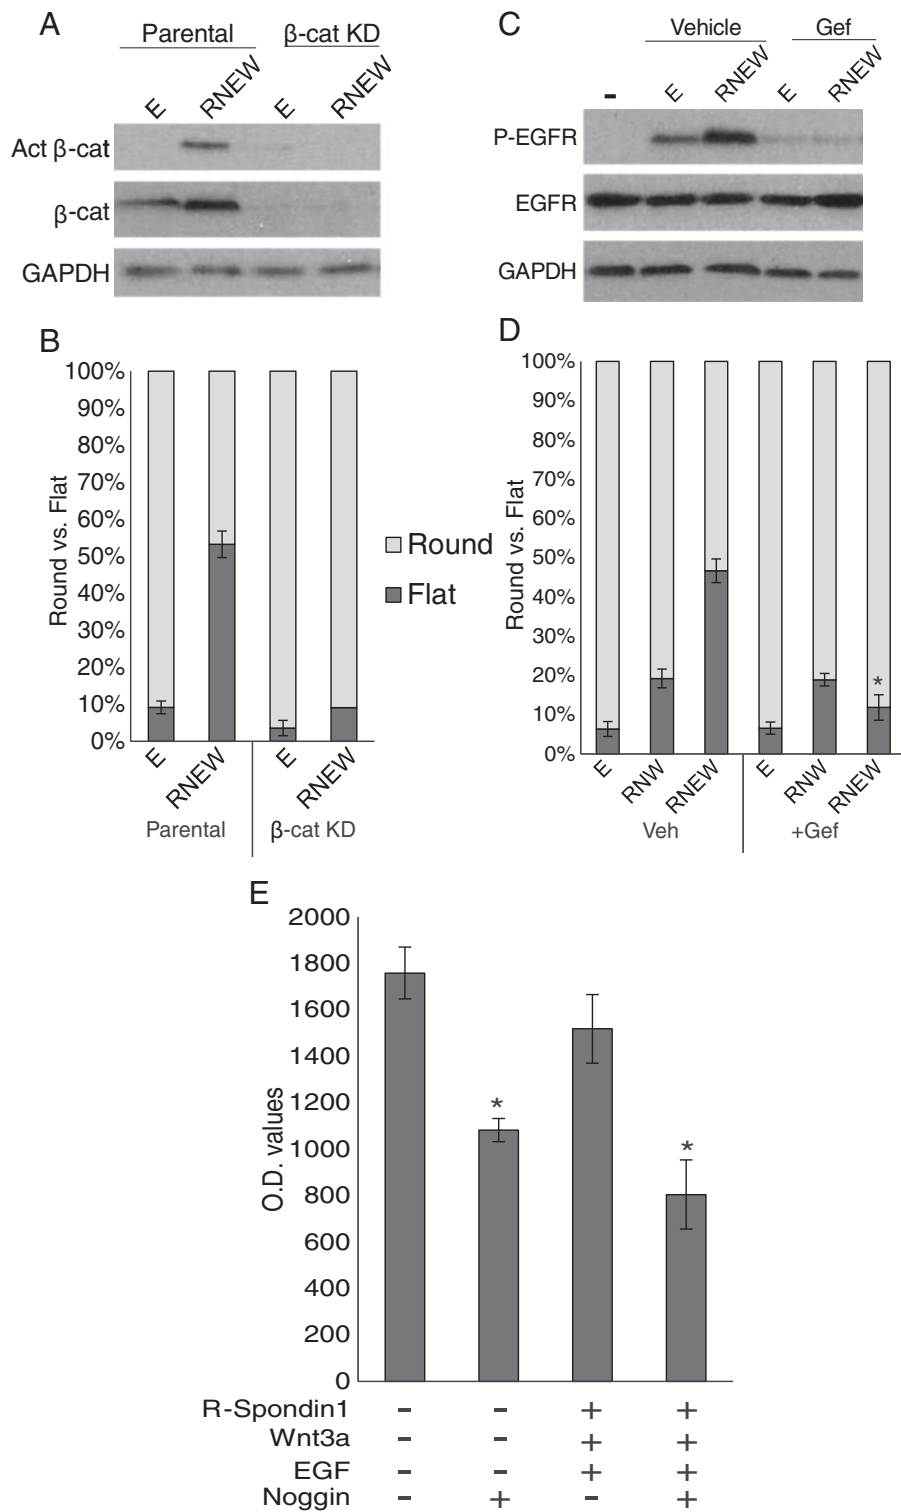 A
Parental β-cat KD
E RNEW E RNEW
Act β-cat
β-cat
GAPDH
B
100%
90%
80%
70%
60%
50%
40%
30%
20%
10%
0%
Round vs. Flat
E RNEW E RNEW
Parental β-cat KD
Round
Flat
C
Vehicle Gef
- E RNEW E RNEW
P-EGFR
EGFR
GAPDH
D
100%
90%
80%
70%
60%
50%
40%
30%
20%
10%
0%
Round vs. Flat
*
E RNW RNEW E RNW RNEW
Veh +Gef
E
2000
1800
1600
1400
1200
1000
800
600
400
200
0
O.D. values
* *
R-Spondin1 - - + +
Wnt3a - - + +
EGF - - + +
Noggin - + - +